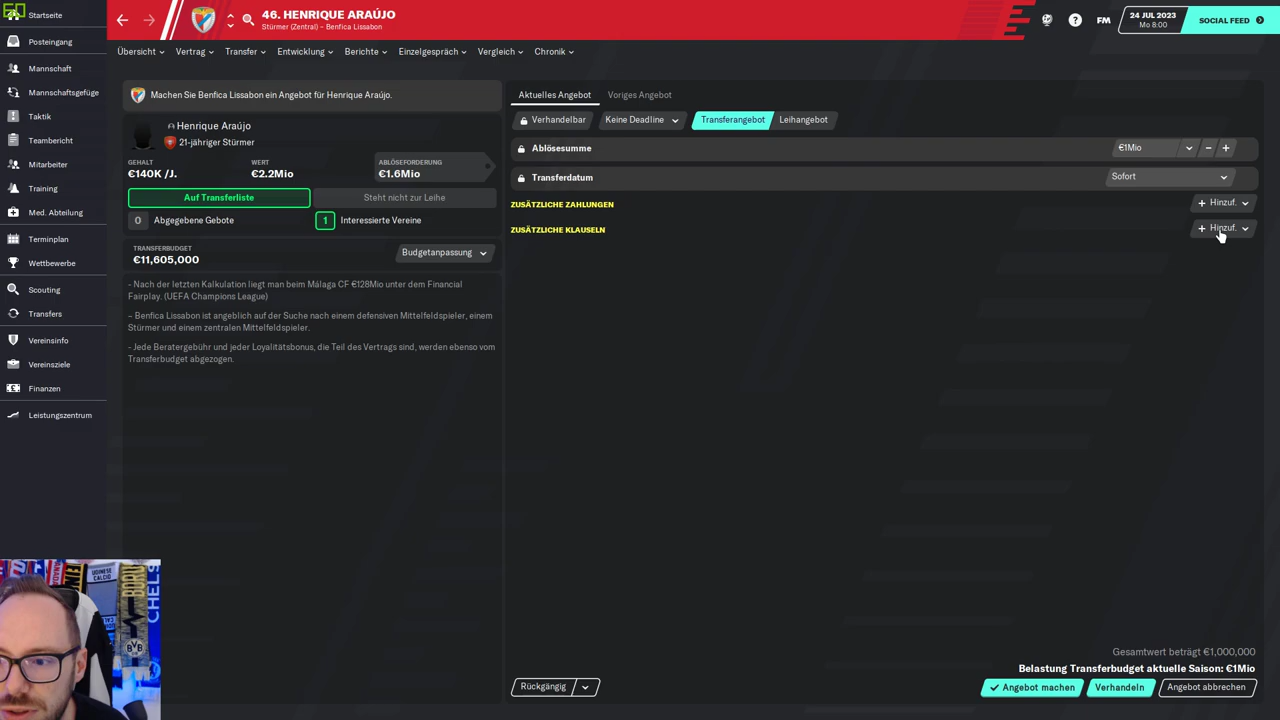 Startseite
46. HENRIQUE ARAÚJO
Stürmer (Zentral) – Benfica Lissabon
FM
24 JUL 2023
Mo 8:00
SOCIAL FEED
Posteingang
Mannschaft
Mannschaftsgefüge
Taktik
Teambericht
Mitarbeiter
Training
Med. Abteilung
Terminplan
Wettbewerbe
Scouting
Transfers
Vereinsinfo
Vereinsziele
Finanzen
Leistungszentrum
Übersicht
Vertrag
Transfer
Entwicklung
Berichte
Einzelgespräch
Vergleich
Chronik
Machen Sie Benfica Lissabon ein Angebot für Henrique Araújo.
Henrique Araújo
21-jähriger Stürmer
GEHALT
€140K /J.
WERT
€2.2Mio
ABLÖSEFORDERUNG
€1.6Mio
Auf Transferliste
Steht nicht zur Leihe
0 Abgegebene Gebote
1 Interessierte Vereine
TRANSFERBUDGET
€11,605,000
Budgetanpassung
- Nach der letzten Kalkulation liegt man beim Málaga CF €128Mio unter dem Financial
Fairplay. (UEFA Champions League)
– Benfica Lissabon ist angeblich auf der Suche nach einem defensiven Mittelfeldspieler, einem
Stürmer und einem zentralen Mittelfeldspieler.
- Jede Beratergebühr und jeder Loyalitätsbonus, die Teil des Vertrags sind, werden ebenso vom
Transferbudget abgezogen.
Aktuelles Angebot
Voriges Angebot
Verhandelbar
Keine Deadline
Transferangebot
Leihangebot
Ablösesumme
€1Mio
Transferdatum
Sofort
ZUSÄTZLICHE ZAHLUNGEN
+ Hinzuf.
ZUSÄTZLICHE KLAUSELN
+ Hinzuf.
Gesamtwert beträgt €1,000,000
Belastung Transferbudget aktuelle Saison: €1Mio
Rückgängig
Angebot machen
Verhandeln
Angebot abbrechen
UDINESE
CALCIO
BORU
CHELS
BVB